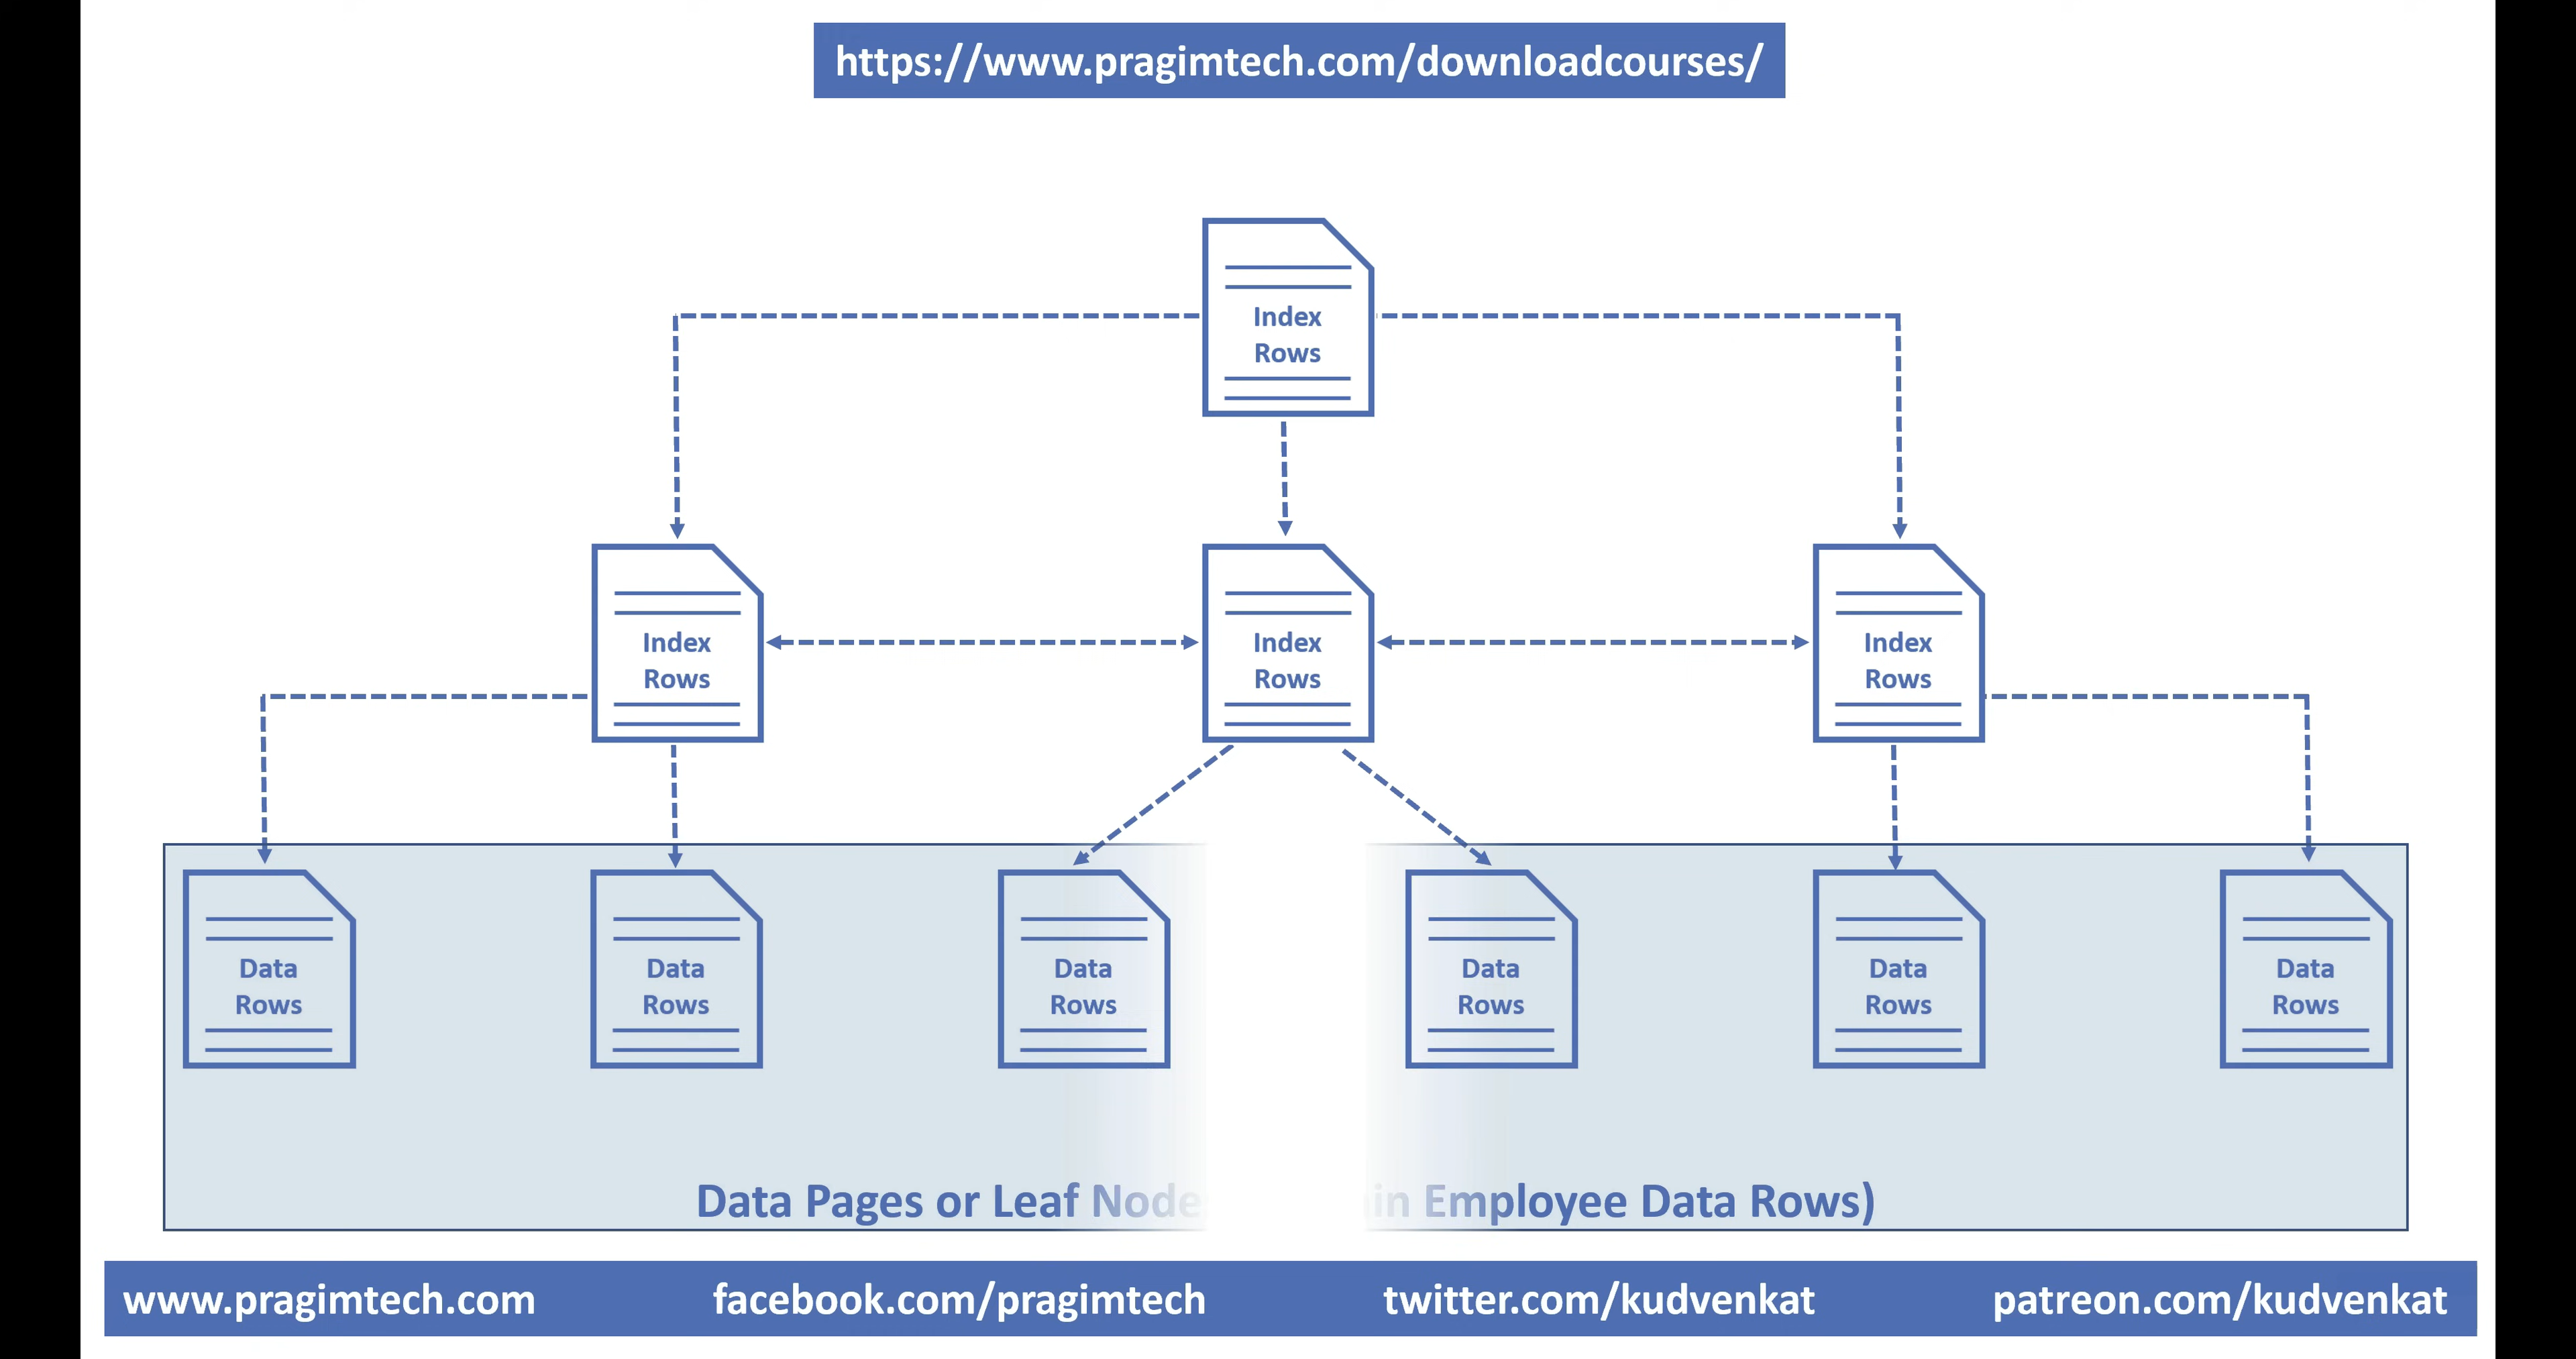 https://www.pragimtech.com/downloadcourses/
Index
Rows
Index
Rows
Index
Rows
Index
Rows
Data
Rows
Data
Rows
Data
Rows
Data
Rows
Data
Rows
Data
Rows
Data Pages or Leaf Node in Employee Data Rows)
www.pragimtech.com facebook.com/pragimtech twitter.com/kudvenkat patreon.com/kudvenkat